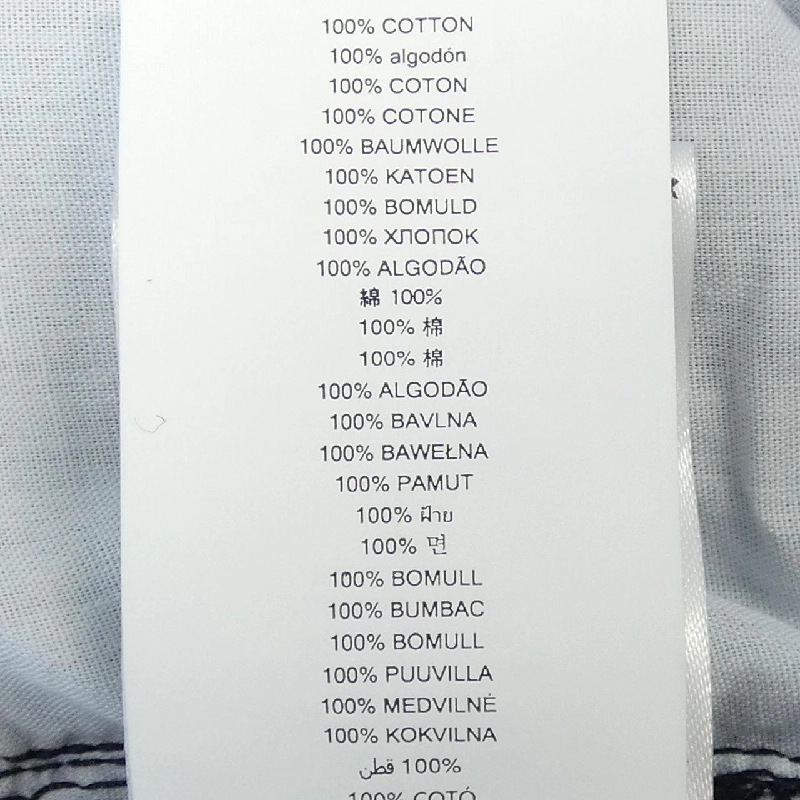 100% COTTON
100% algodón
100% COTON
100% COTONE
100% BAUMWOLLE
100% KATOEN
100% BOMULD
100% ХЛОПОК
100% ALGODÃO
綿 100%
100% 棉
100% 棉
100% ALGODÃO
100% BAVLNA
100% BAWEŁNA
100% PAMUT
100% ฝ้าย
100% 면
100% BOMULL
100% BUMBAC
100% BOMULL
100% PUUVILLA
100% MEDVILNĖ
100% KOKVILNA
100% قطن
100% COTÓ